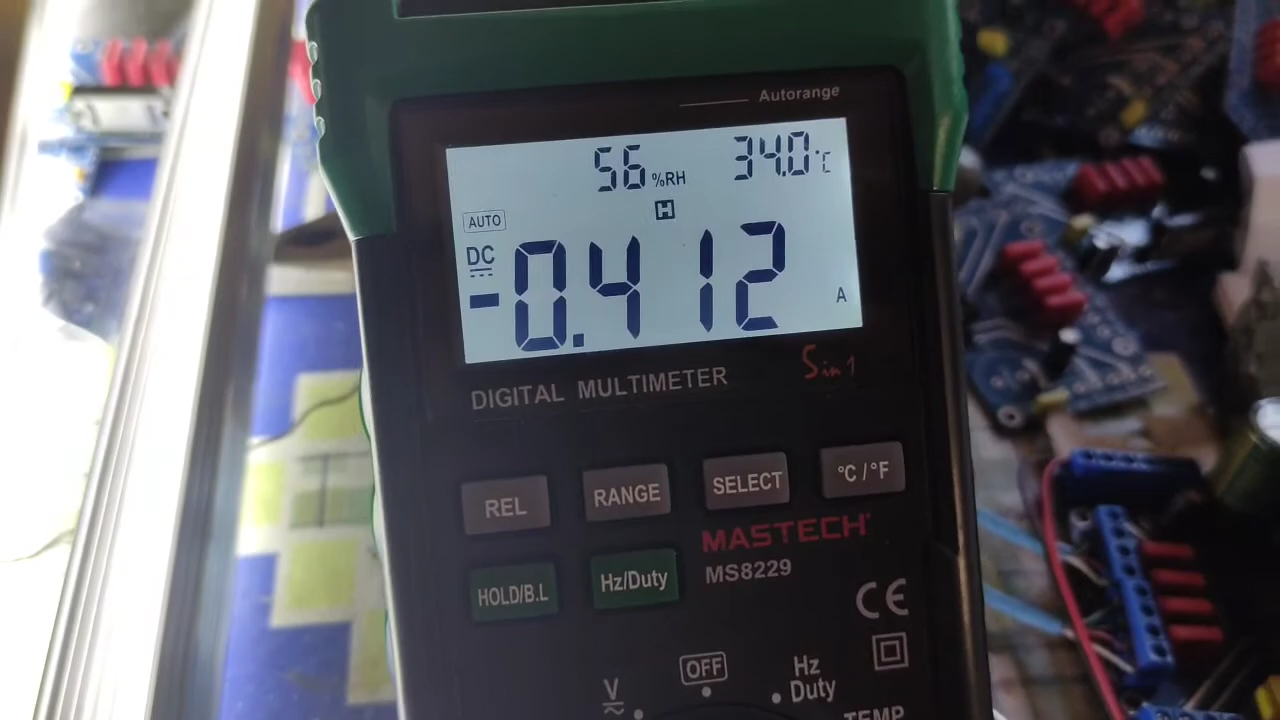 Autorange
56 %RH 34.0 °C
H
AUTO
DC
-0.412 A
DIGITAL MULTIMETER 5 in 1
REL RANGE SELECT °C/°F
MASTECH
MS8229
HOLD/B.L Hz/Duty
CE
OFF
V
Hz
Duty
TEMP